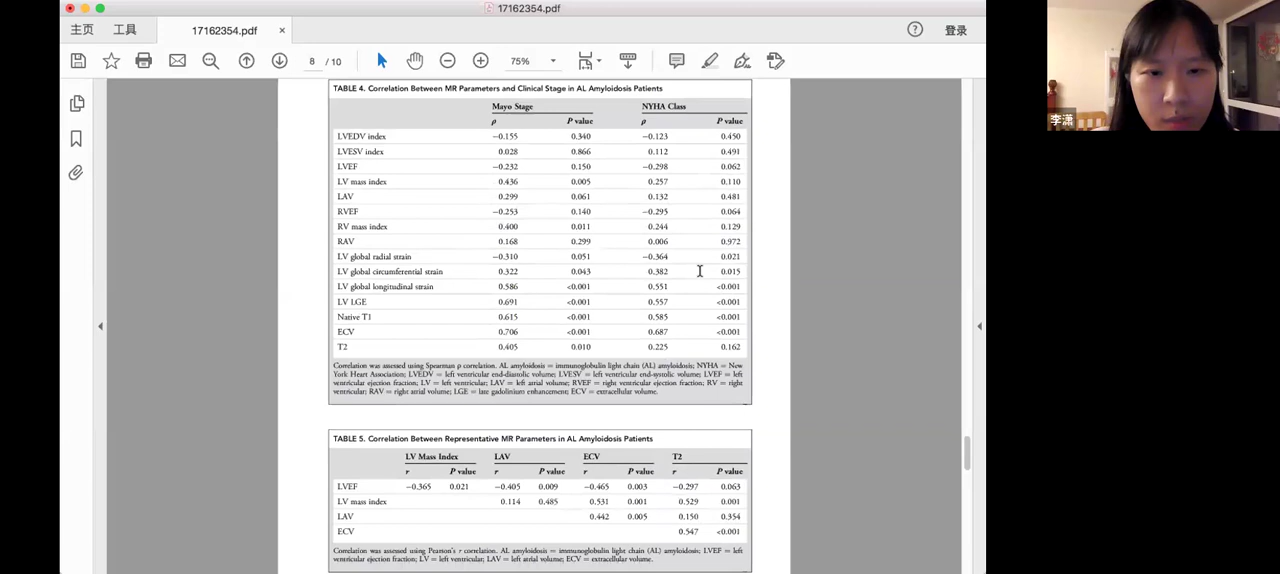 17162354.pdf
主页 工具 17162354.pdf × 登录
8 / 10 75%
李潇
TABLE 4. Correlation Between MR Parameters and Clinical Stage in AL Amyloidosis Patients
Mayo Stage NYHA Class
ρ P value ρ P value
LVEDV index −0.155 0.340 −0.123 0.450
LVESV index 0.028 0.866 0.112 0.491
LVEF −0.232 0.150 −0.298 0.062
LV mass index 0.436 0.005 0.257 0.110
LAV 0.299 0.061 0.132 0.481
RVEF −0.253 0.140 −0.295 0.064
RV mass index 0.400 0.011 0.244 0.129
RAV 0.168 0.299 0.006 0.972
LV global radial strain −0.310 0.051 −0.364 0.021
LV global circumferential strain 0.322 0.043 0.382 0.015
LV global longitudinal strain 0.586 <0.001 0.551 <0.001
LV LGE 0.691 <0.001 0.557 <0.001
Native T1 0.615 <0.001 0.585 <0.001
ECV 0.706 <0.001 0.687 <0.001
T2 0.405 0.010 0.225 0.162
Correlation was assessed using Spearman ρ correlation. AL amyloidosis = immunoglobulin light chain (AL) amyloidosis; NYHA = New
York Heart Association; LVEDV = left ventricular end-diastolic volume; LVESV = left ventricular end-systolic volume; LVEF = left
ventricular ejection fraction; LV = left ventricular; LAV = left atrial volume; RVEF = right ventricular ejection fraction; RV = right
ventricular; RAV = right atrial volume; LGE = late gadolinium enhancement; ECV = extracellular volume.
TABLE 5. Correlation Between Representative MR Parameters in AL Amyloidosis Patients
LV Mass Index LAV ECV T2
r P value r P value r P value r P value
LVEF −0.365 0.021 −0.405 0.009 −0.465 0.003 −0.297 0.063
LV mass index 0.114 0.485 0.531 0.001 0.529 0.001
LAV 0.442 0.005 0.150 0.354
ECV 0.547 <0.001
Correlation was assessed using Pearson's r correlation. AL amyloidosis = immunoglobulin light chain (AL) amyloidosis; LVEF = left
ventricular ejection fraction; LV = left ventricular; LAV = left atrial volume; ECV = extracellular volume.